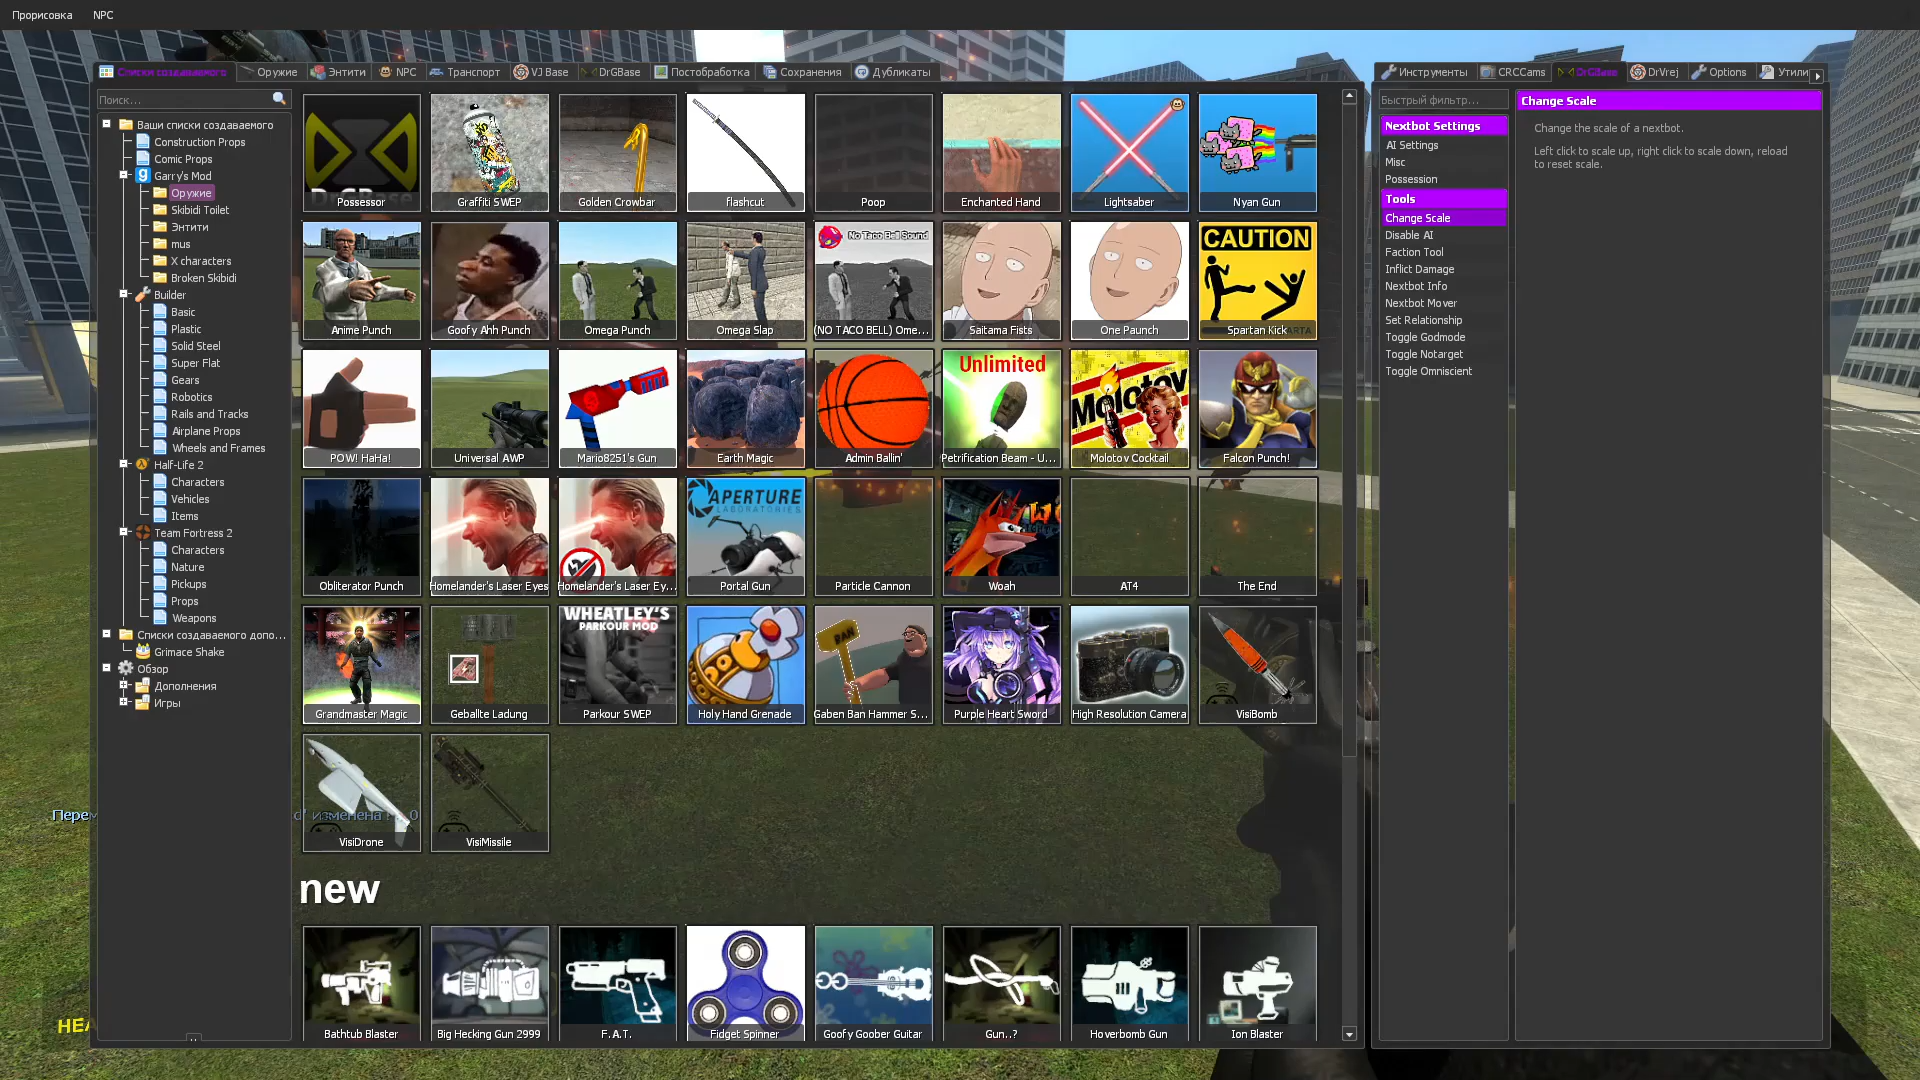 Прорисовка NPC
Списки создаваемого Оружие Энтити NPC Транспорт VJ Base DrGBase Постобработка Сохранения Дубликаты
Поиск...
Ваши списки создаваемого
Construction Props
Comic Props
Garry's Mod
Оружие
Skibidi Toilet
Энтити
mus
X characters
Broken Skibidi
Builder
Basic
Plastic
Solid Steel
Super Flat
Gears
Robotics
Rails and Tracks
Airplane Props
Wheels and Frames
Half-Life 2
Characters
Vehicles
Items
Team Fortress 2
Characters
Nature
Pickups
Props
Weapons
Списки создаваемого допо...
Grimace Shake
Обзор
Дополнения
Игры
Possessor Graffiti SWEP Golden Crowbar flashcut Poop Enchanted Hand Lightsaber Nyan Gun
No Taco Bell Sound
CAUTION
Anime Punch Goofy Ahh Punch Omega Punch Omega Slap (NO TACO BELL) Ome... Saitama Fists One Paunch Spartan Kick
Unlimited
Molotov
POW! HaHa! Universal AWP Mario8251's Gun Earth Magic Admin Ballin' Petrification Beam - U... Molotov Cocktail Falcon Punch!
APERTURE
LABORATORIES
Obliterator Punch Homelander's Laser Eyes Homelander's Laser Ey... Portal Gun Particle Cannon Woah AT4 The End
WHEATLEY'S
PARKOUR MOD
BAN
Grandmaster Magic Geballte Ladung Parkour SWEP Holy Hand Grenade Gaben Ban Hammer S... Purple Heart Sword High Resolution Camera VisiBomb
VisiDrone VisiMissile
new
Bathtub Blaster Big Hecking Gun 2999 F.A.T. Fidget Spinner Goofy Goober Guitar Gun..? Hoverbomb Gun Ion Blaster
Инструменты CRCCams DrGBase DrVrej Options Утили
Быстрый фильтр...
Nextbot Settings
AI Settings
Misc
Possession
Tools
Change Scale
Disable AI
Faction Tool
Inflict Damage
Nextbot Info
Nextbot Mover
Set Relationship
Toggle Godmode
Toggle Notarget
Toggle Omniscient
Change Scale
Change the scale of a nextbot.
Left click to scale up, right click to scale down, reload
to reset scale.